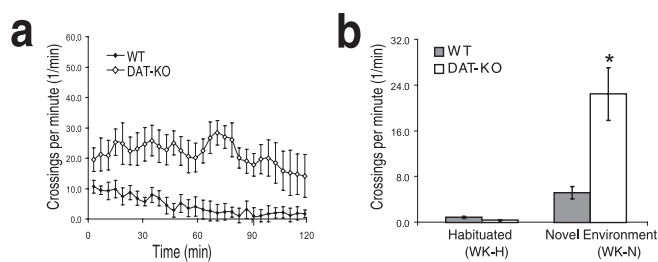 a
Crossings per minute (1/min)
60.0
50.0
40.0
30.0
20.0
10.0
0.0
WT
DAT-KO
0
30
60
90
120
Time (min)
b
Crossings per minute (1/min)
32.0
24.0
16.0
8.0
0.0
WT
DAT-KO
*
Habituated
(WK-H)
Novel Environment
(WK-N)